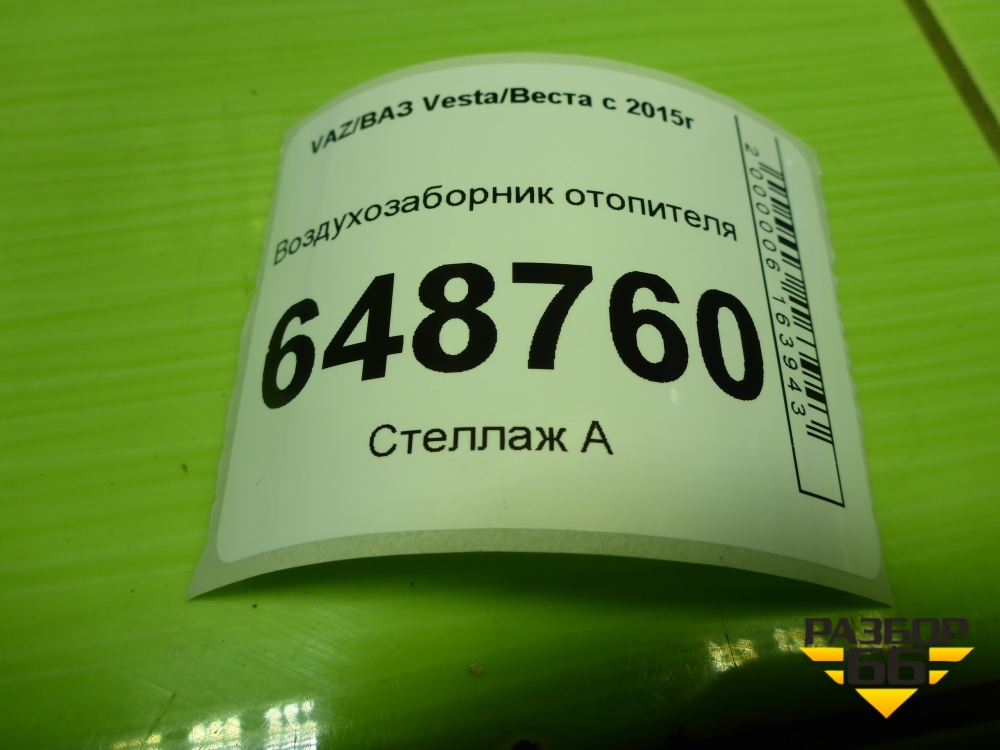 VAZ/ВАЗ Vesta/Веста с 2015г
Воздухозаборник отопителя
648760
Стеллаж А
2000006163943
РАЗБОР
66